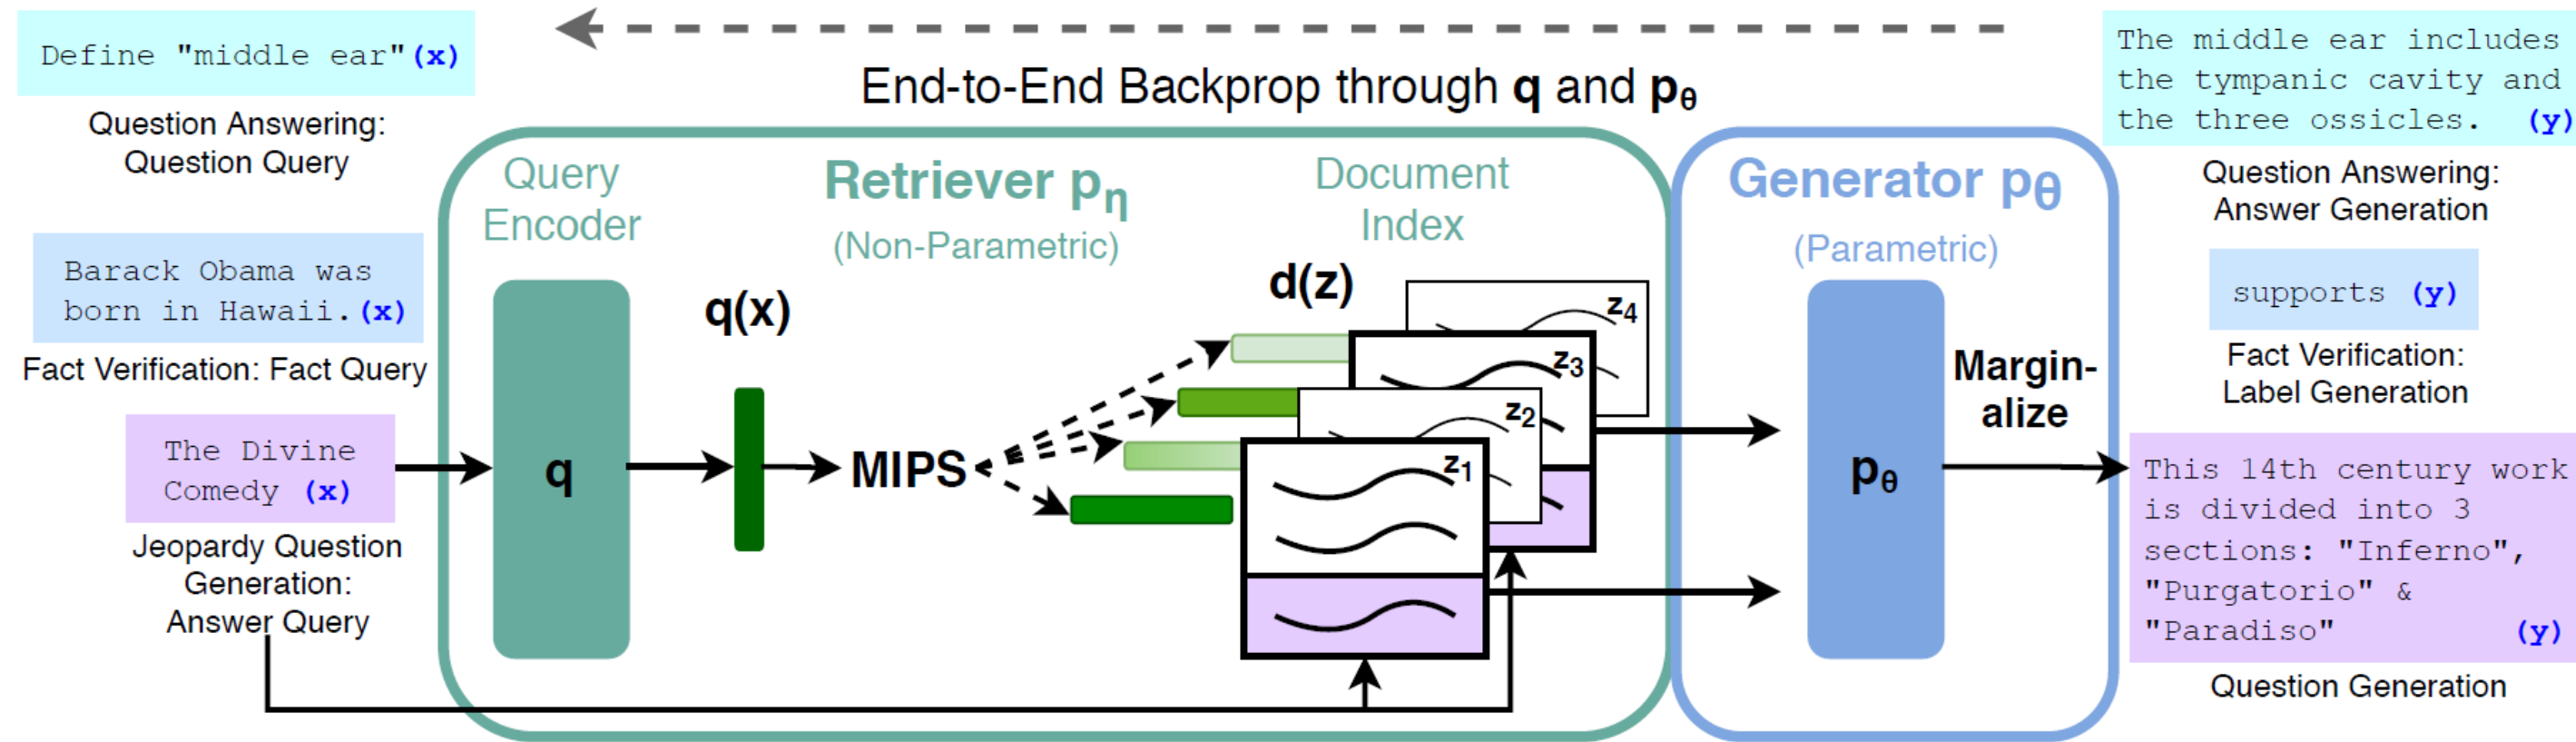 Define "middle ear"(x)
Question Answering:
Question Query
Barack Obama was
born in Hawaii.(x)
Fact Verification: Fact Query
The Divine
Comedy (x)
Jeopardy Question
Generation:
Answer Query
End-to-End Backprop through q and pθ
Query
Encoder
Retriever pη
(Non-Parametric)
Document
Index
q
q(x)
MIPS
d(z)
z4
z3
z2
z1
Generator pθ
(Parametric)
pθ
Margin-
alize
The middle ear includes
the tympanic cavity and
the three ossicles. (y)
Question Answering:
Answer Generation
supports (y)
Fact Verification:
Label Generation
This 14th century work
is divided into 3
sections: "Inferno",
"Purgatorio" &
"Paradiso" (y)
Question Generation